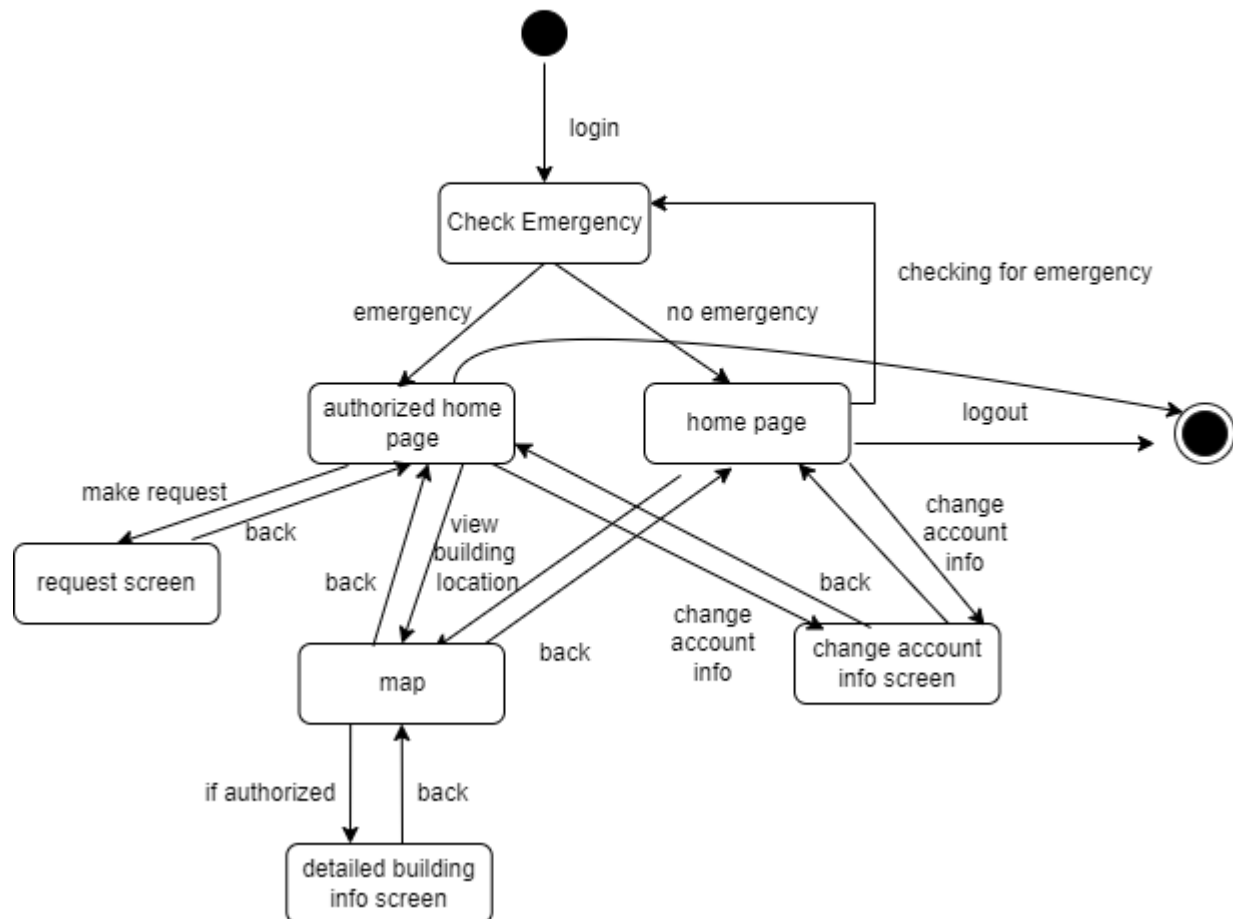 login
Check Emergency
checking for emergency
emergency
no emergency
authorized home
page
home page
logout
make request
back
view
building
location
change
account
info
request screen
back
back
change
account
info
back
change account
info screen
map
if authorized
back
detailed building
info screen